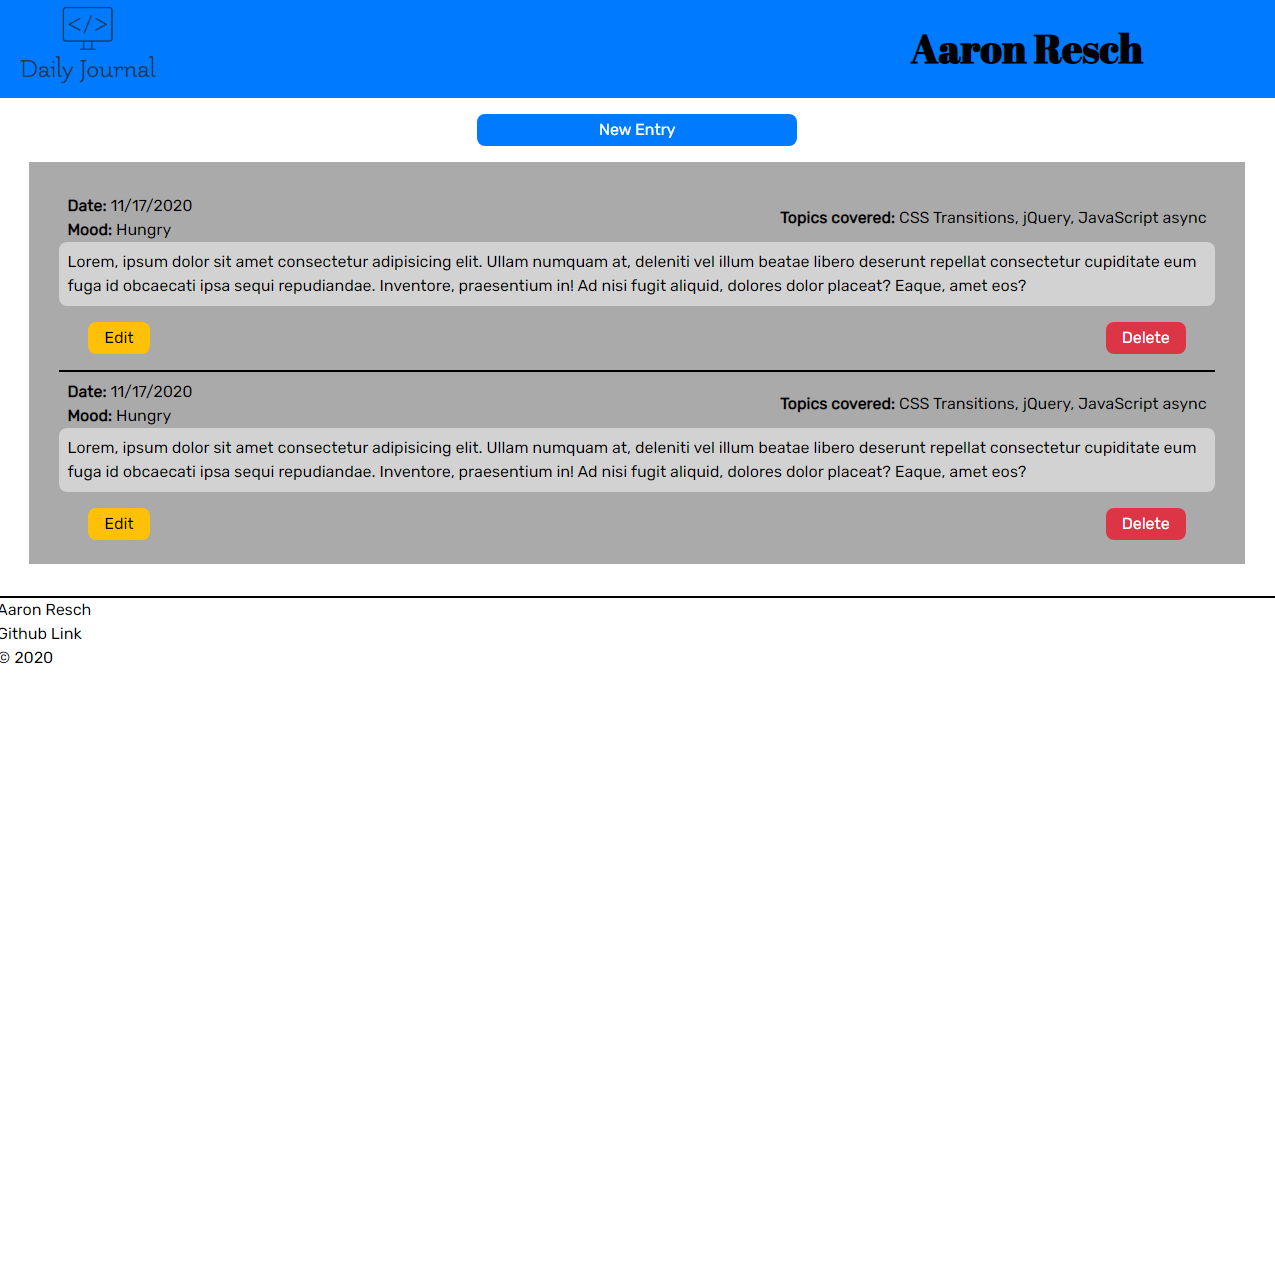 </>
Daily Journal
Aaron Resch
New Entry
Date: 11/17/2020
Mood: Hungry
Topics covered: CSS Transitions, jQuery, JavaScript async
Lorem, ipsum dolor sit amet consectetur adipisicing elit. Ullam numquam at, deleniti vel illum beatae libero deserunt repellat consectetur cupiditate eum
fuga id obcaecati ipsa sequi repudiandae. Inventore, praesentium in! Ad nisi fugit aliquid, dolores dolor placeat? Eaque, amet eos?
Edit
Delete
Date: 11/17/2020
Mood: Hungry
Topics covered: CSS Transitions, jQuery, JavaScript async
Lorem, ipsum dolor sit amet consectetur adipisicing elit. Ullam numquam at, deleniti vel illum beatae libero deserunt repellat consectetur cupiditate eum
fuga id obcaecati ipsa sequi repudiandae. Inventore, praesentium in! Ad nisi fugit aliquid, dolores dolor placeat? Eaque, amet eos?
Edit
Delete
Aaron Resch
Github Link
© 2020